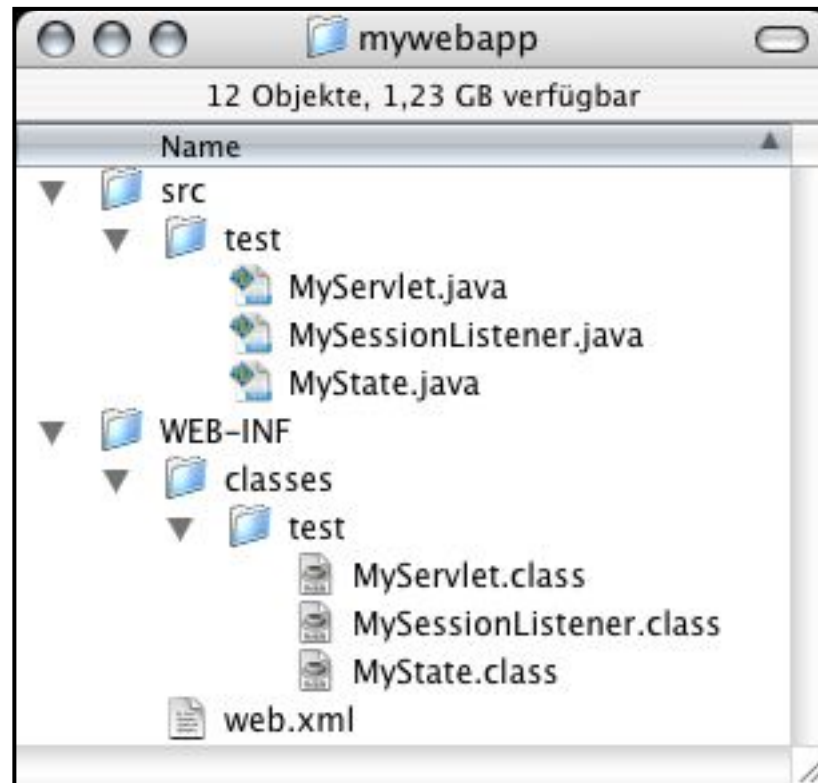 mywebapp
12 Objekte, 1,23 GB verfügbar
Name
src
test
MyServlet.java
MySessionListener.java
MyState.java
WEB-INF
classes
test
MyServlet.class
MySessionListener.class
MyState.class
web.xml